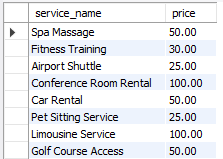 service_name price
Spa Massage 50.00
Fitness Training 30.00
Airport Shuttle 25.00
Conference Room Rental 100.00
Car Rental 50.00
Pet Sitting Service 25.00
Limousine Service 100.00
Golf Course Access 50.00